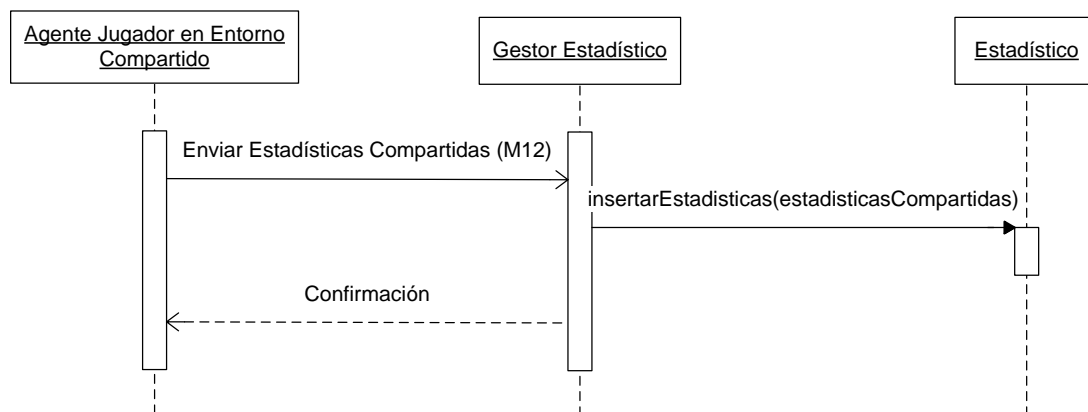 Agente Jugador en Entorno
Compartido
Gestor Estadístico
Estadístico
Enviar Estadísticas Compartidas (M12)
insertarEstadisticas(estadisticasCompartidas)
Confirmación